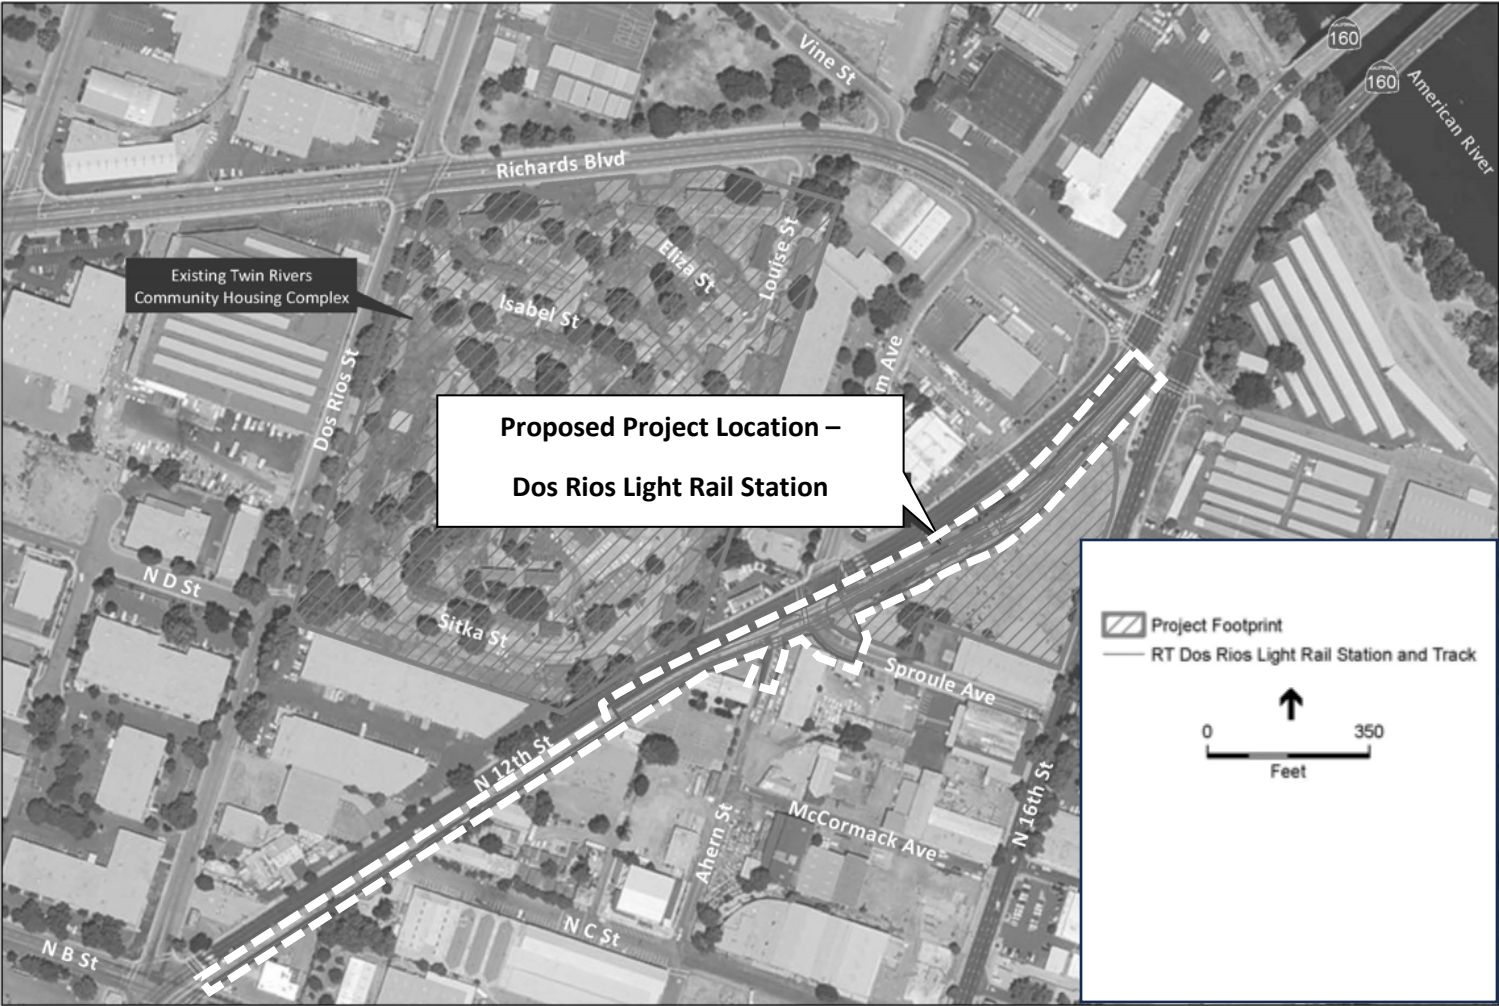 160
160
American River
Vine St
Richards Blvd
Existing Twin Rivers
Community Housing Complex
Eliza St
Louise St
Isabel St
Dos Rios St
m Ave
Proposed Project Location –
Dos Rios Light Rail Station
N D St
Sitka St
Sproule Ave
N 12th St
N 16th St
McCormack Ave
Ahern St
N C St
N B St
Project Footprint
RT Dos Rios Light Rail Station and Track
0 350
Feet